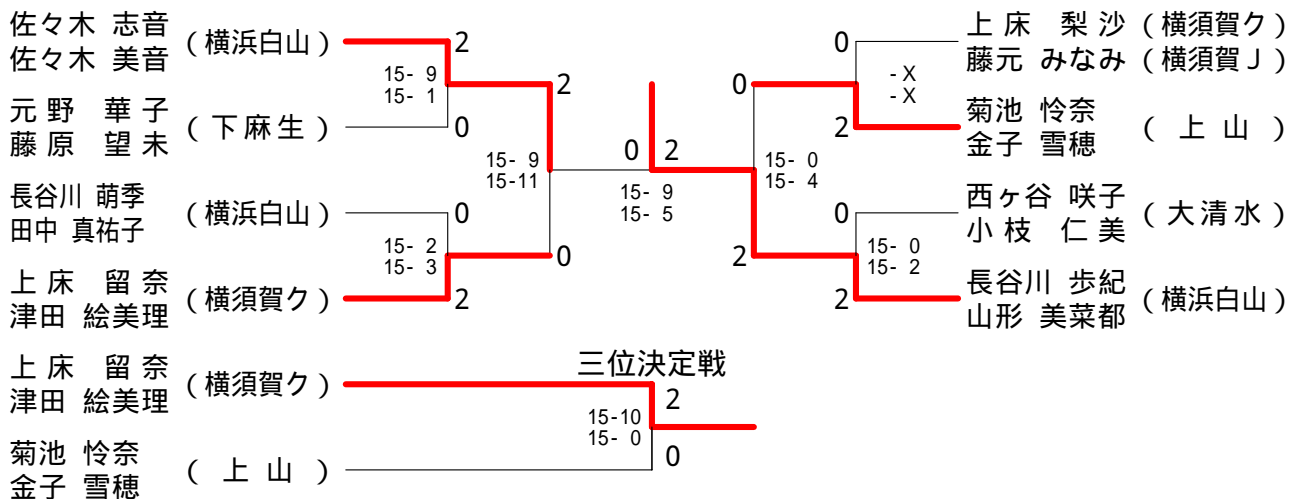 佐々木 志音
佐々木 美音
(横浜白山)
2
15- 9
15- 1
元野 華子
藤原 望未
(下麻生)
0
2
15- 9
15-11
長谷川 萌季
田中 真祐子
(横浜白山)
0
15- 2
15- 3
上床 留奈
津田 絵美理
(横須賀ク)
2
0
0 2
15- 9
15- 5
0
上床 梨沙 (横須賀ク)
藤元 みなみ (横須賀J)
-X
-X
2
菊池 怜奈
金子 雪穂
(上山)
0
15- 0
15- 4
2
0
西ヶ谷 咲子
小枝 仁美
(大清水)
15- 0
15- 2
2
長谷川 歩紀
山形 美菜都
(横浜白山)
三位決定戦
上床 留奈
津田 絵美理
(横須賀ク)
2
15-10
15- 0
菊池 怜奈
金子 雪穂
(上山)
0